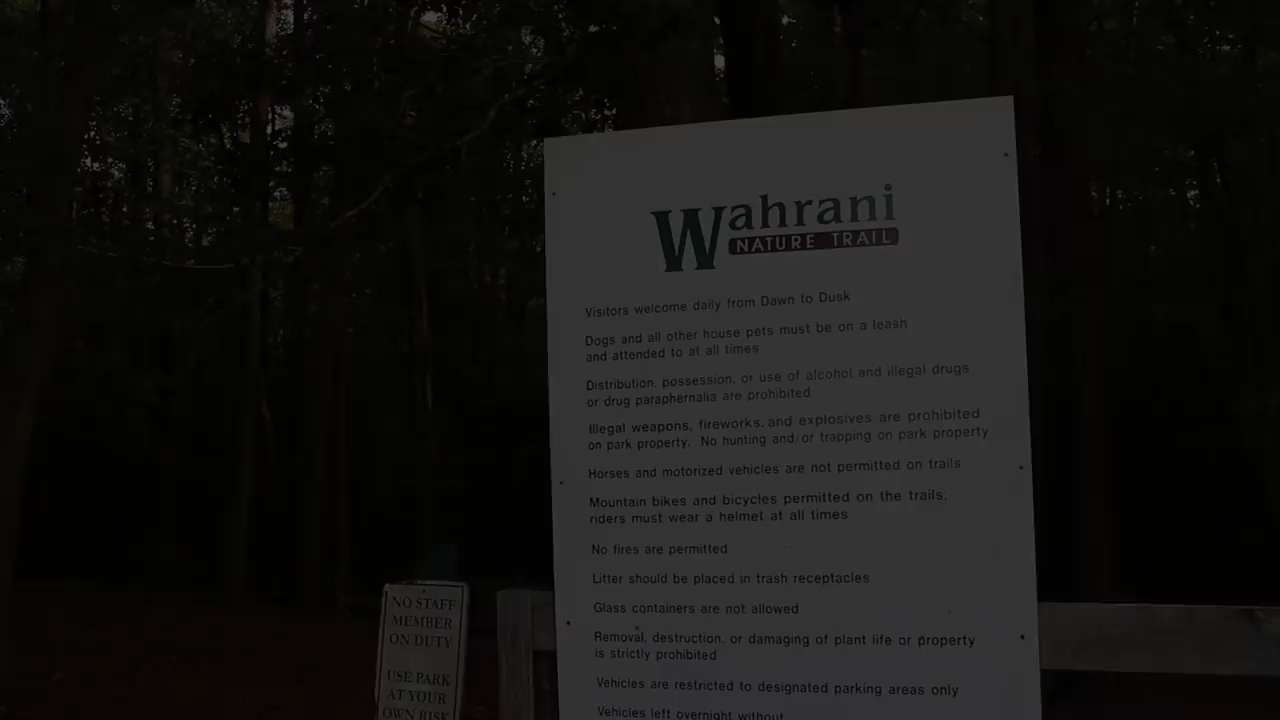 Wahrani
NATURE TRAIL
Visitors welcome daily from Dawn to Dusk
Dogs and all other house pets must be on a leash
and attended to at all times
Distribution, possession, or use of alcohol and illegal drugs
or drug paraphernalia are prohibited
Illegal weapons, fireworks, and explosives are prohibited
on park property. No hunting and/or trapping on park property
Horses and motorized vehicles are not permitted on trails
Mountain bikes and bicycles permitted on the trails;
riders must wear a helmet at all times
No fires are permitted
Litter should be placed in trash receptacles
Glass containers are not allowed
Removal, destruction, or damaging of plant life or property
is strictly prohibited
Vehicles are restricted to designated parking areas only
Vehicles left overnight without
NO STAFF
MEMBER
ON DUTY
USE PARK
AT YOUR
OWN RISK